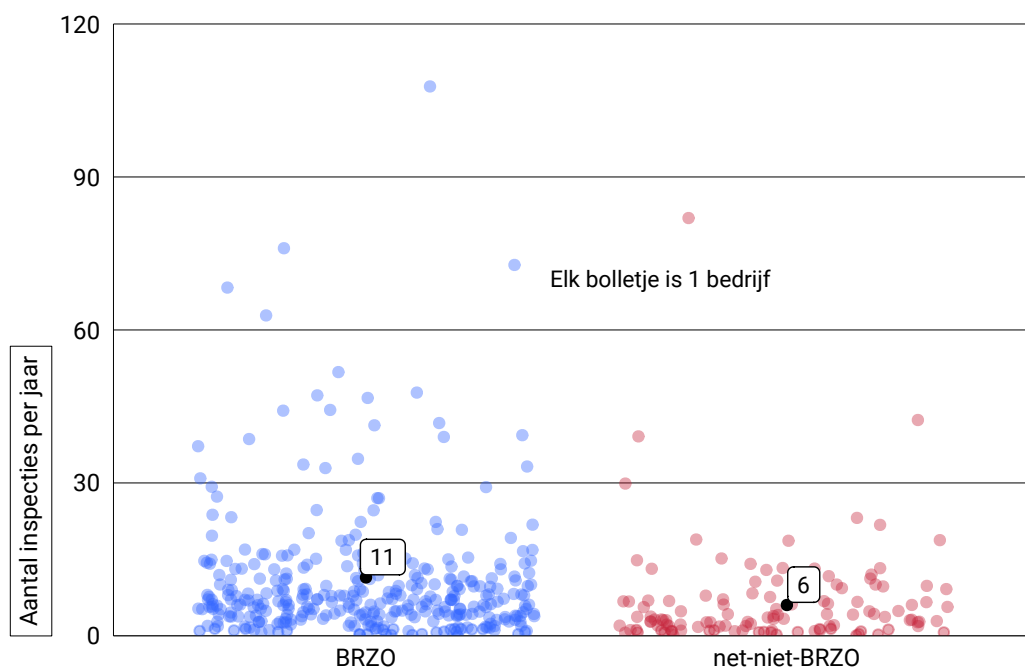 120
90
60
30
0
Aantal inspecties per jaar
Elk bolletje is 1 bedrijf
11
6
BRZO
net-niet-BRZO